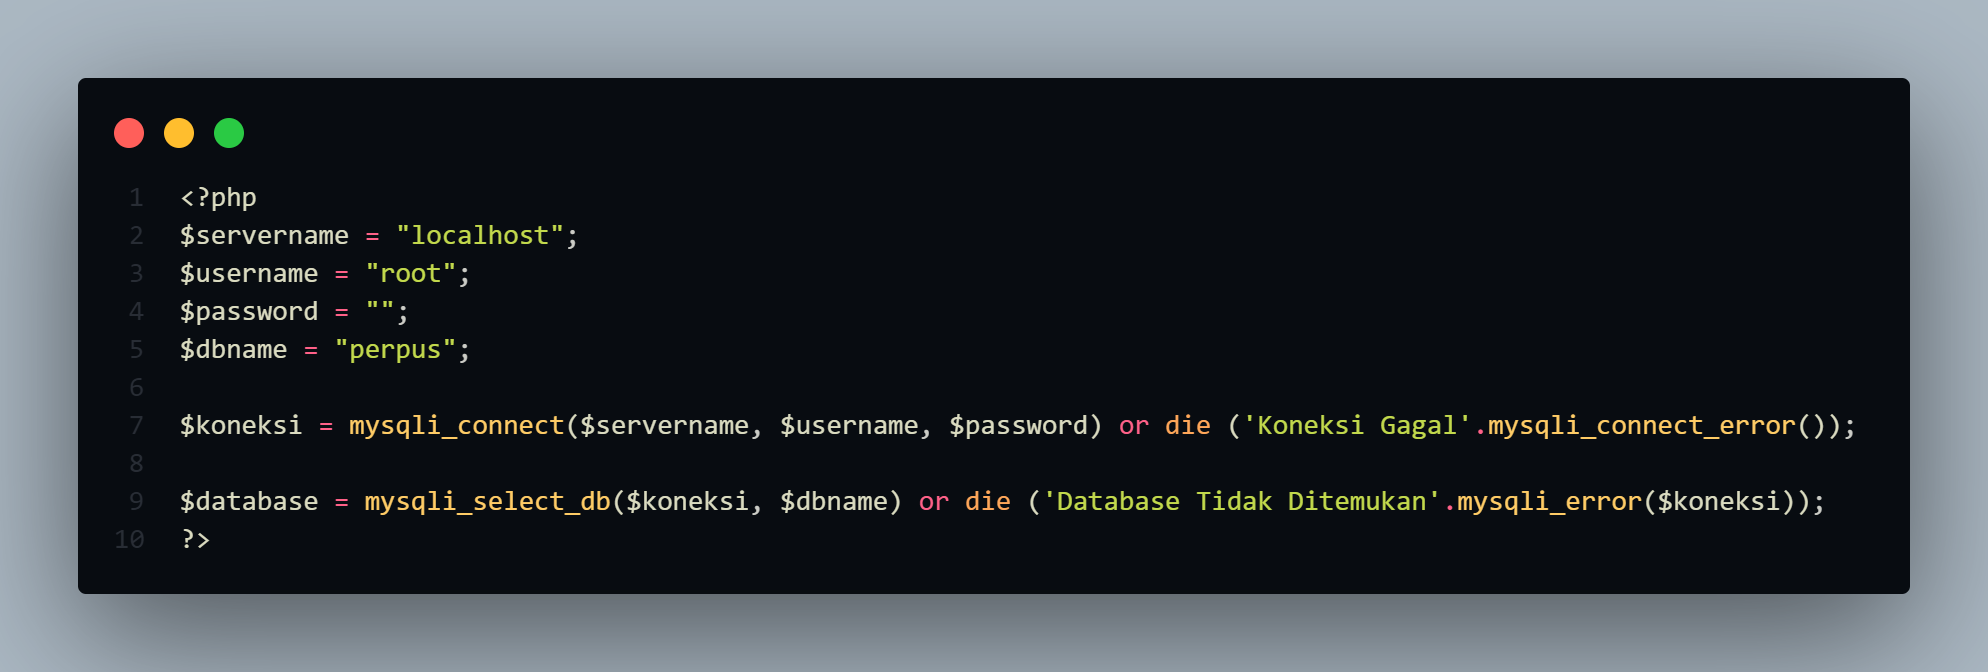 1 <?php
2 $servername = "localhost";
3 $username = "root";
4 $password = "";
5 $dbname = "perpus";
6
7 $koneksi = mysqli_connect($servername, $username, $password) or die ('Koneksi Gagal'.mysqli_connect_error());
8
9 $database = mysqli_select_db($koneksi, $dbname) or die ('Database Tidak Ditemukan'.mysqli_error($koneksi));
10 ?>